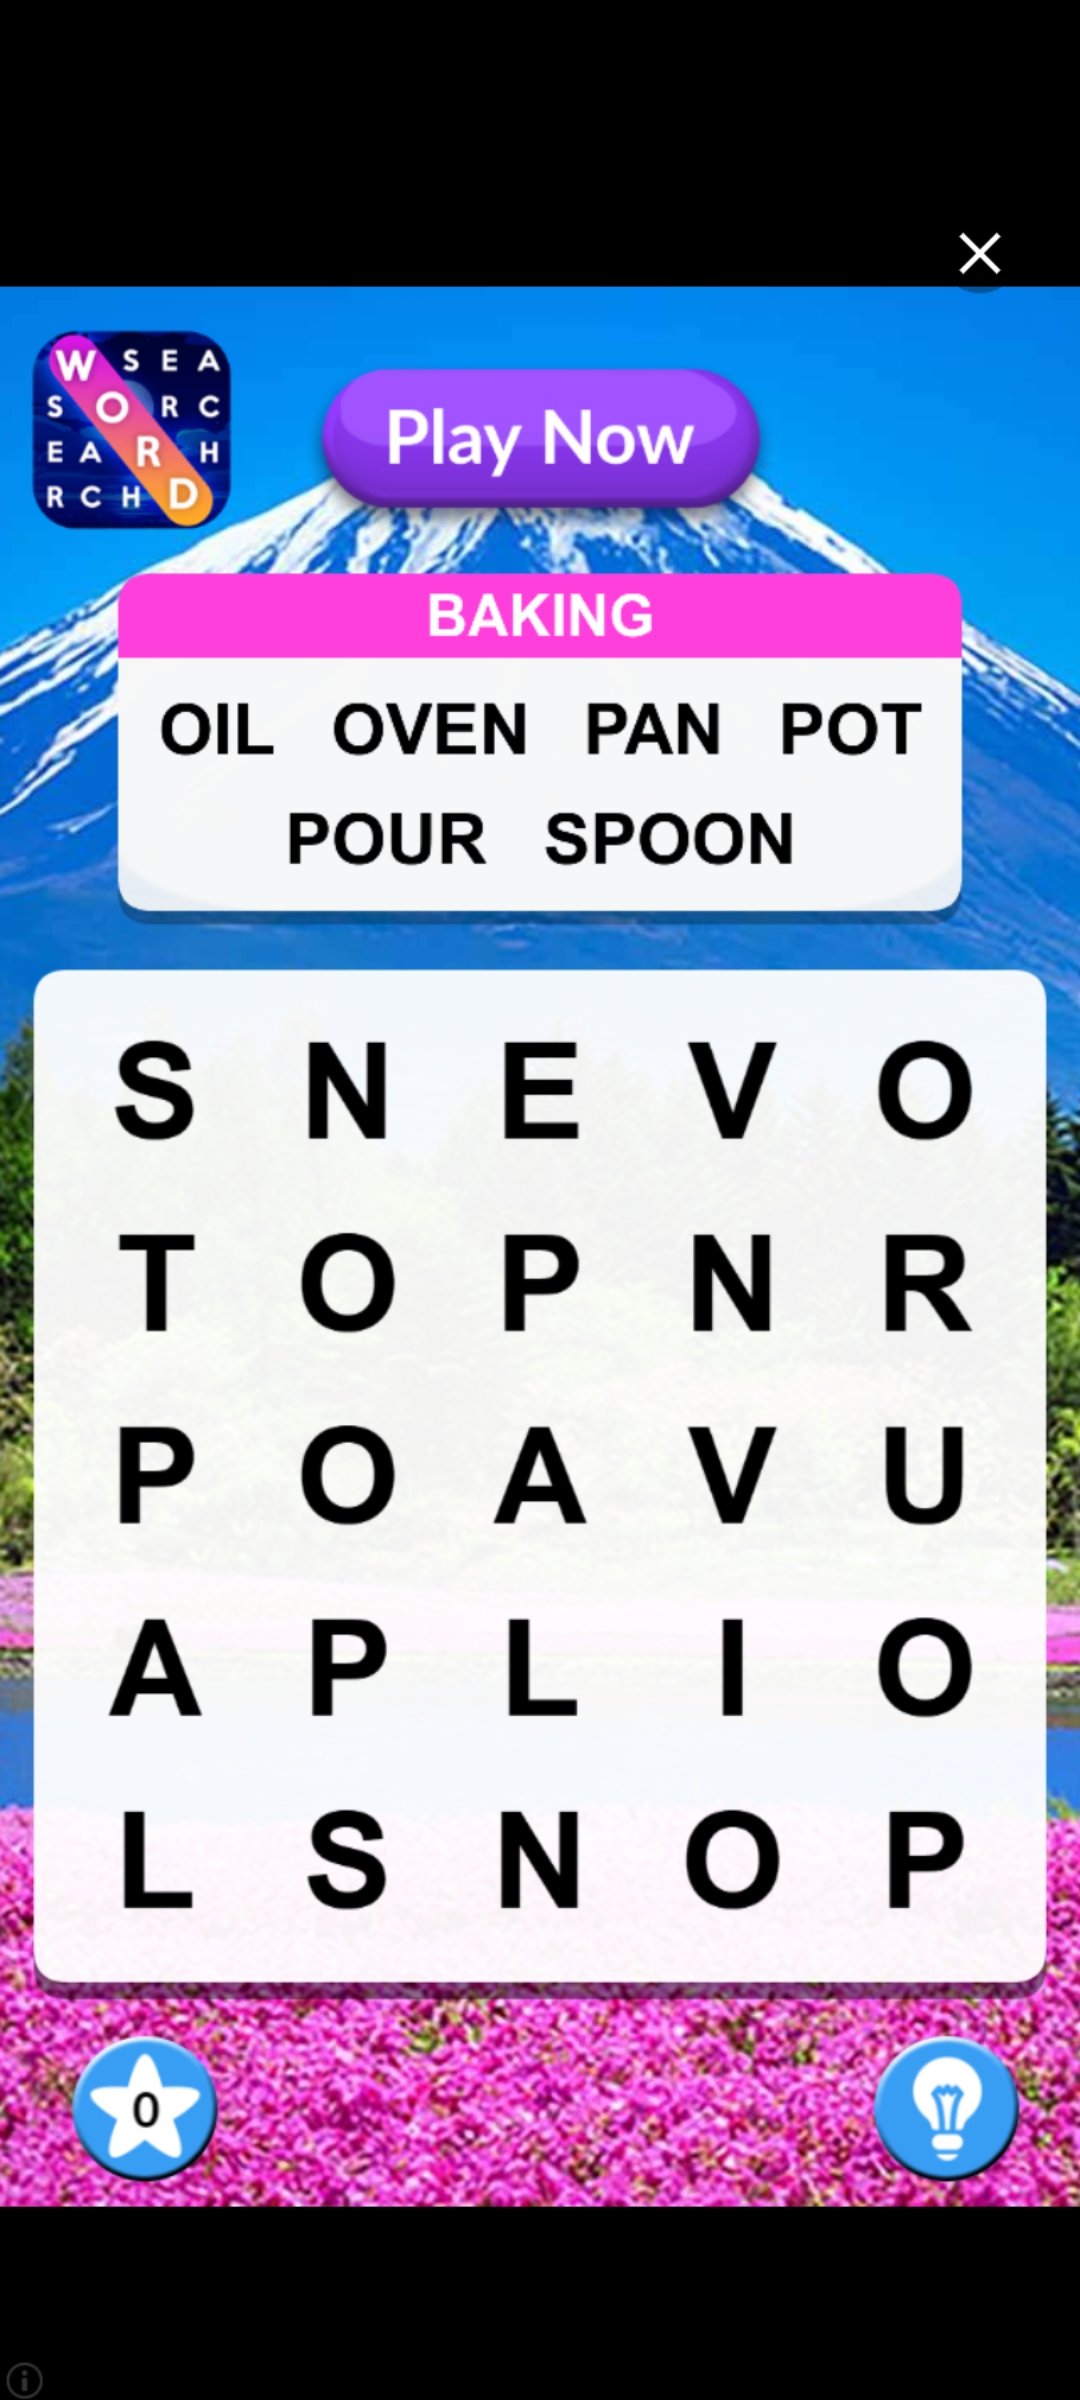 W S E A
S O R C
E A R H
R C H D
Play Now
BAKING
OIL OVEN PAN POT
POUR SPOON
S N E V O
T O P N R
P O A V U
A P L I O
L S N O P
0